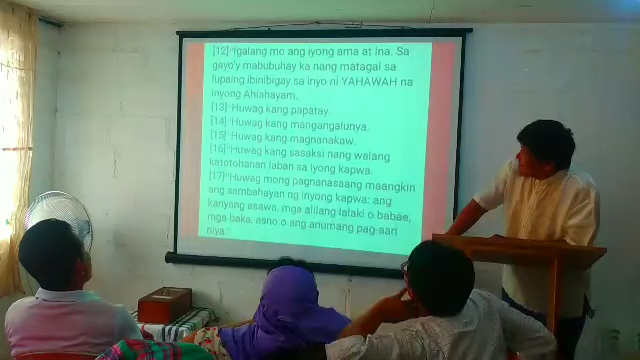 [12]"Igalang mo ang iyong ama at ina. Sa
gayo'y mabubuhay ka nang matagal sa
lupaing ibinibigay sa inyo ni YAHAWAH na
inyong Ahlahayam.
[13]"Huwag kang papatay.
[14]"Huwag kang mangangalunya.
[15]"Huwag kang magnanakaw.
[16]"Huwag kang sasaksi nang walang
katotohanan laban sa iyong kapwa.
[17]"Huwag mong pagnanasaang maangkin
ang sambahayan ng inyong kapwa: ang
kanyang asawa, mga alilang lalaki o babae,
mga baka, asno o ang anumang pag-aari
niya."